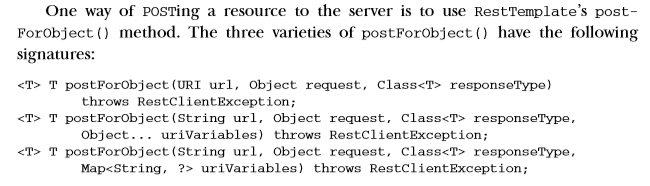 One way of POSTing a resource to the server is to use RestTemplate's post-
ForObject() method. The three varieties of postForObject() have the following
signatures:
<T> T postForObject(URI url, Object request, Class<T> responseType)
throws RestClientException;
<T> T postForObject(String url, Object request, Class<T> responseType,
Object... uriVariables) throws RestClientException;
<T> T postForObject(String url, Object request, Class<T> responseType,
Map<String, ?> uriVariables) throws RestClientException;